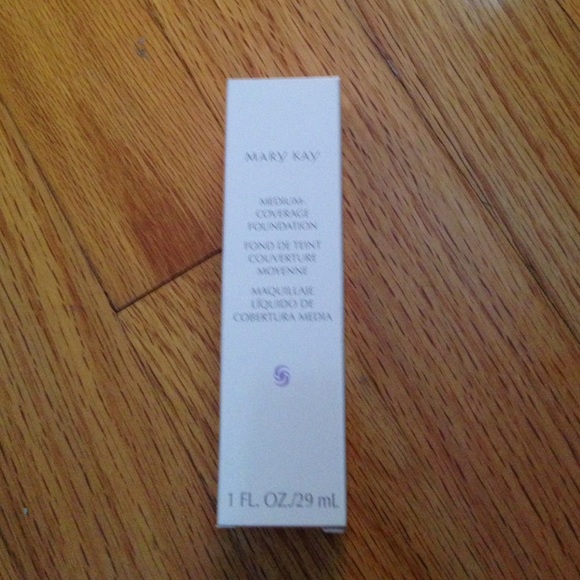 MARY KAY
MEDIUM-
COVERAGE
FOUNDATION
FOND DE TEINT
COUVERTURE
MOYENNE
MAQUILLAJE
LÍQUIDO DE
COBERTURA MEDIA
1 FL. OZ./29 mL